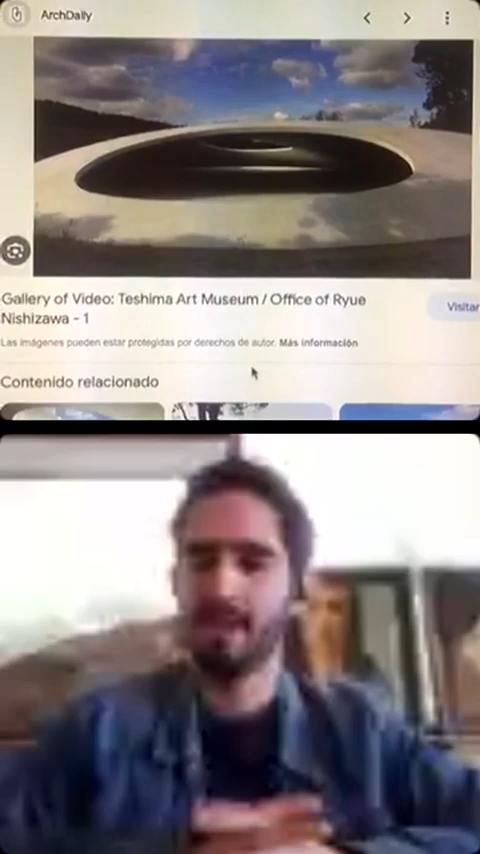 ArchDaily
Gallery of Video: Teshima Art Museum / Office of Ryue
Nishizawa - 1
Visitar
Las imágenes pueden estar protegidas por derechos de autor. Más información
Contenido relacionado